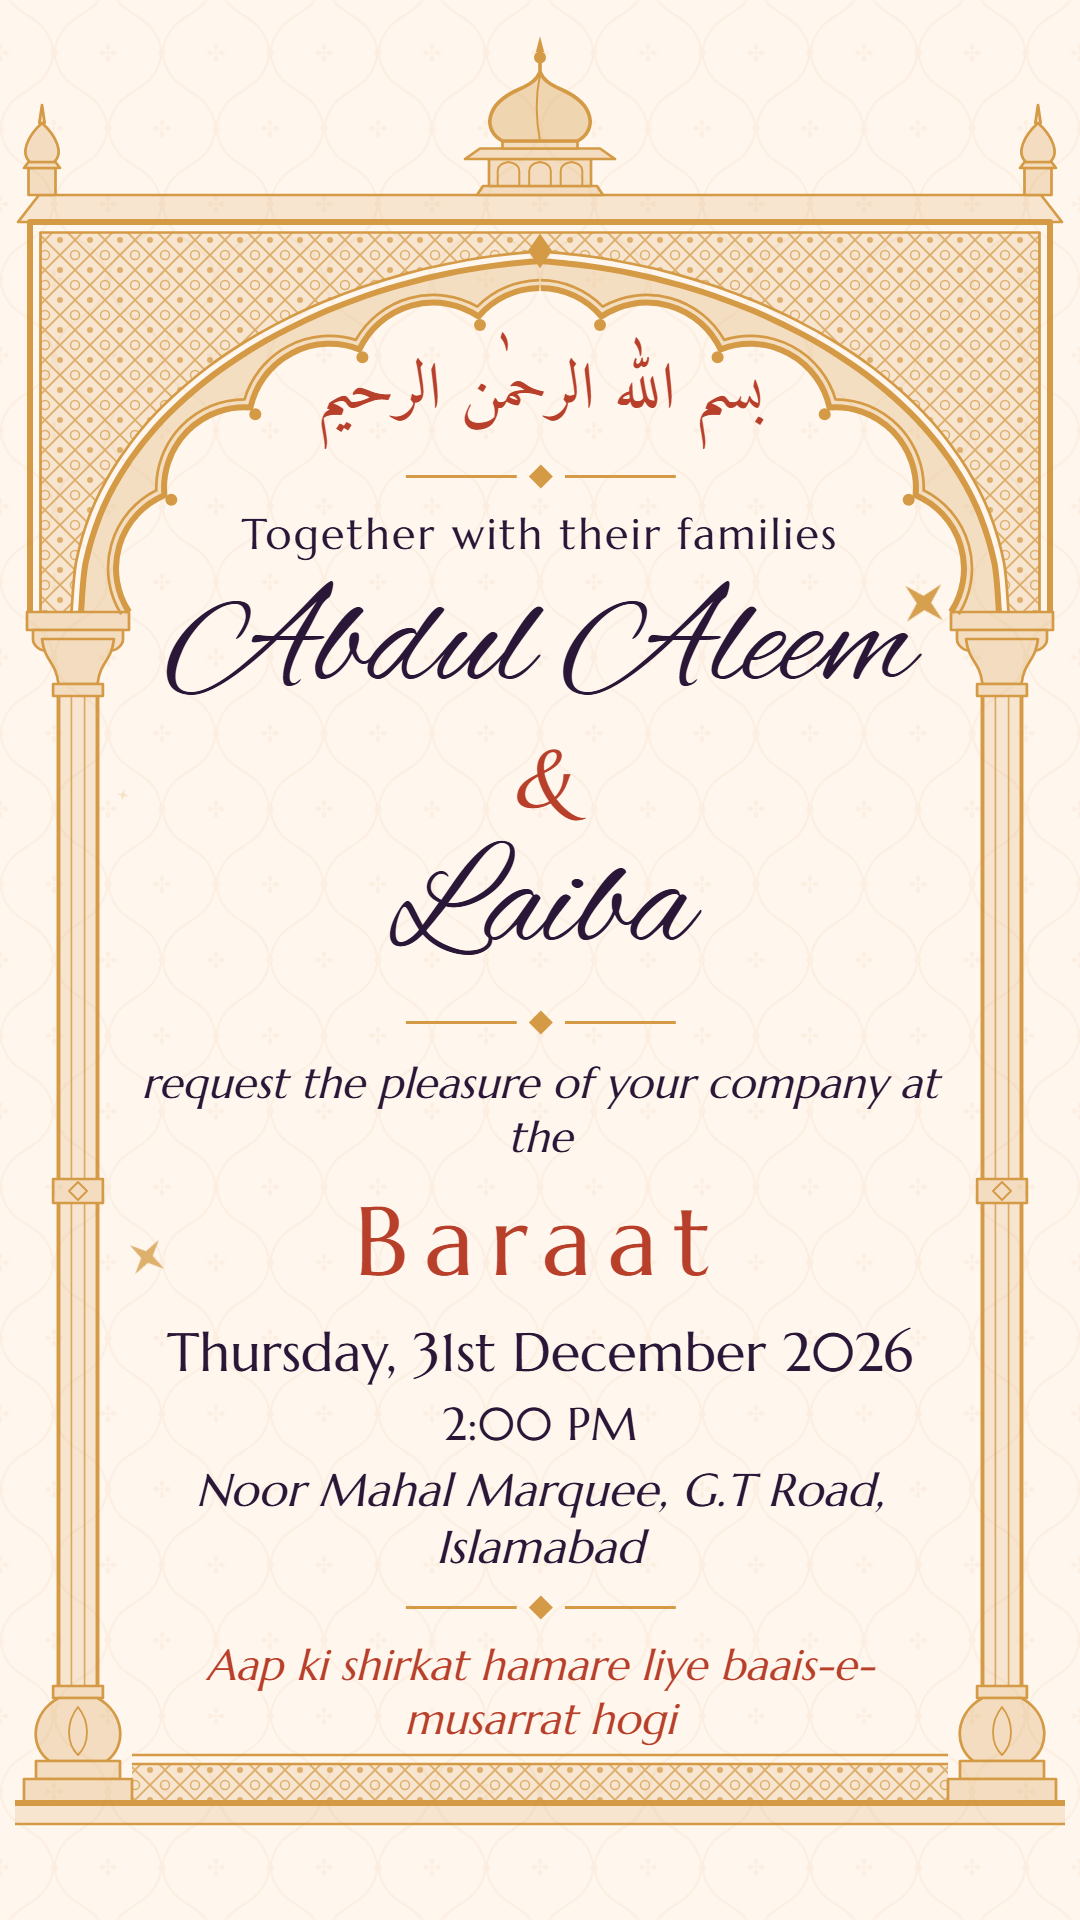 بسم الله الرحمٰن الرحيم
Together with their families
Abdul Aleem
&
Laiba
request the pleasure of your company at
the
Baraat
Thursday, 31st December 2026
2:00 PM
Noor Mahal Marquee, G.T Road,
Islamabad
Aap ki shirkat hamare liye baais-e-
musarrat hogi